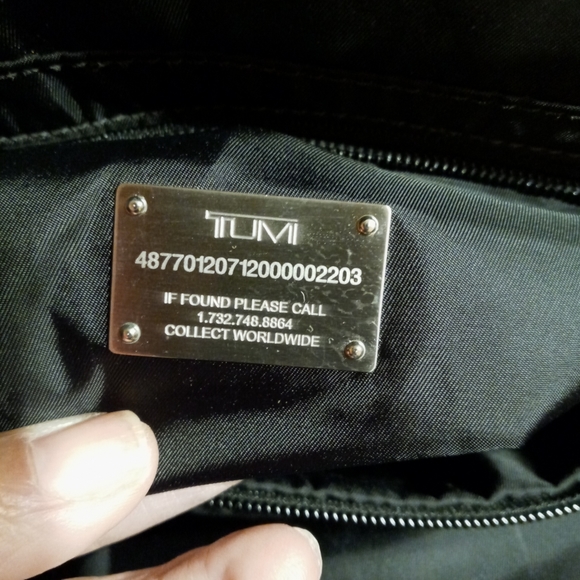 TUMI
48770120712000002203
IF FOUND PLEASE CALL
1.732.748.8864
COLLECT WORLDWIDE